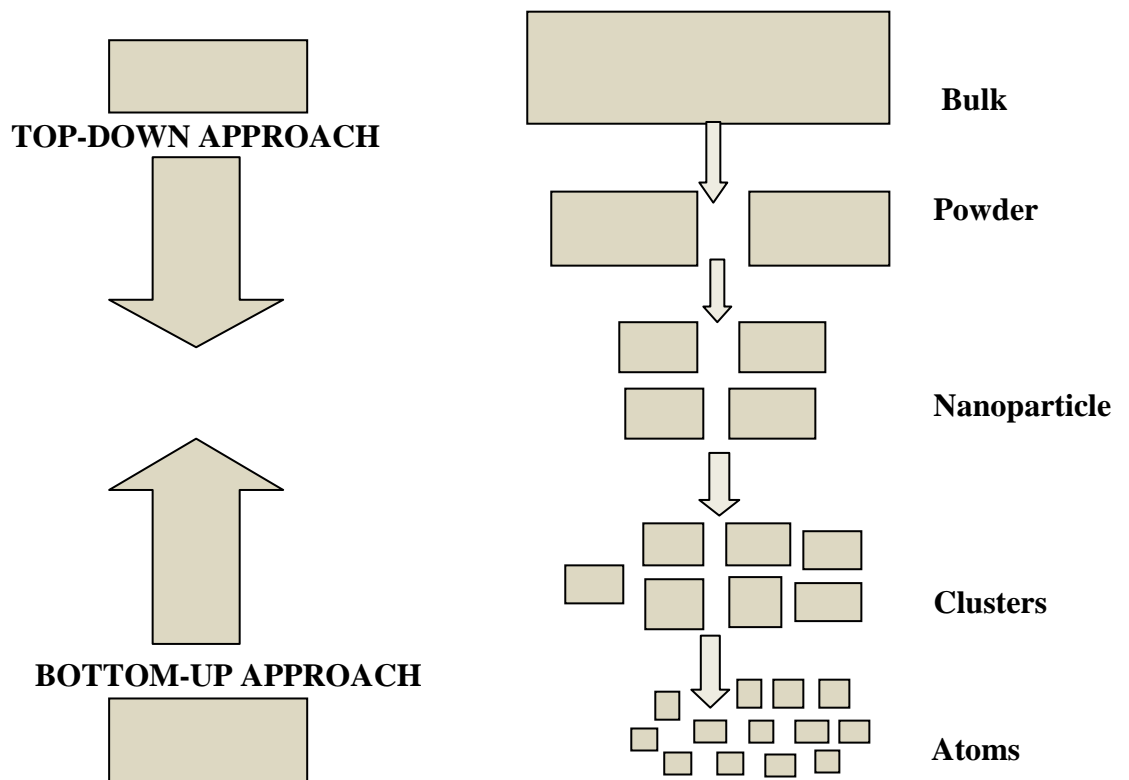 TOP-DOWN APPROACH
BOTTOM-UP APPROACH
Bulk
Powder
Nanoparticle
Clusters
Atoms